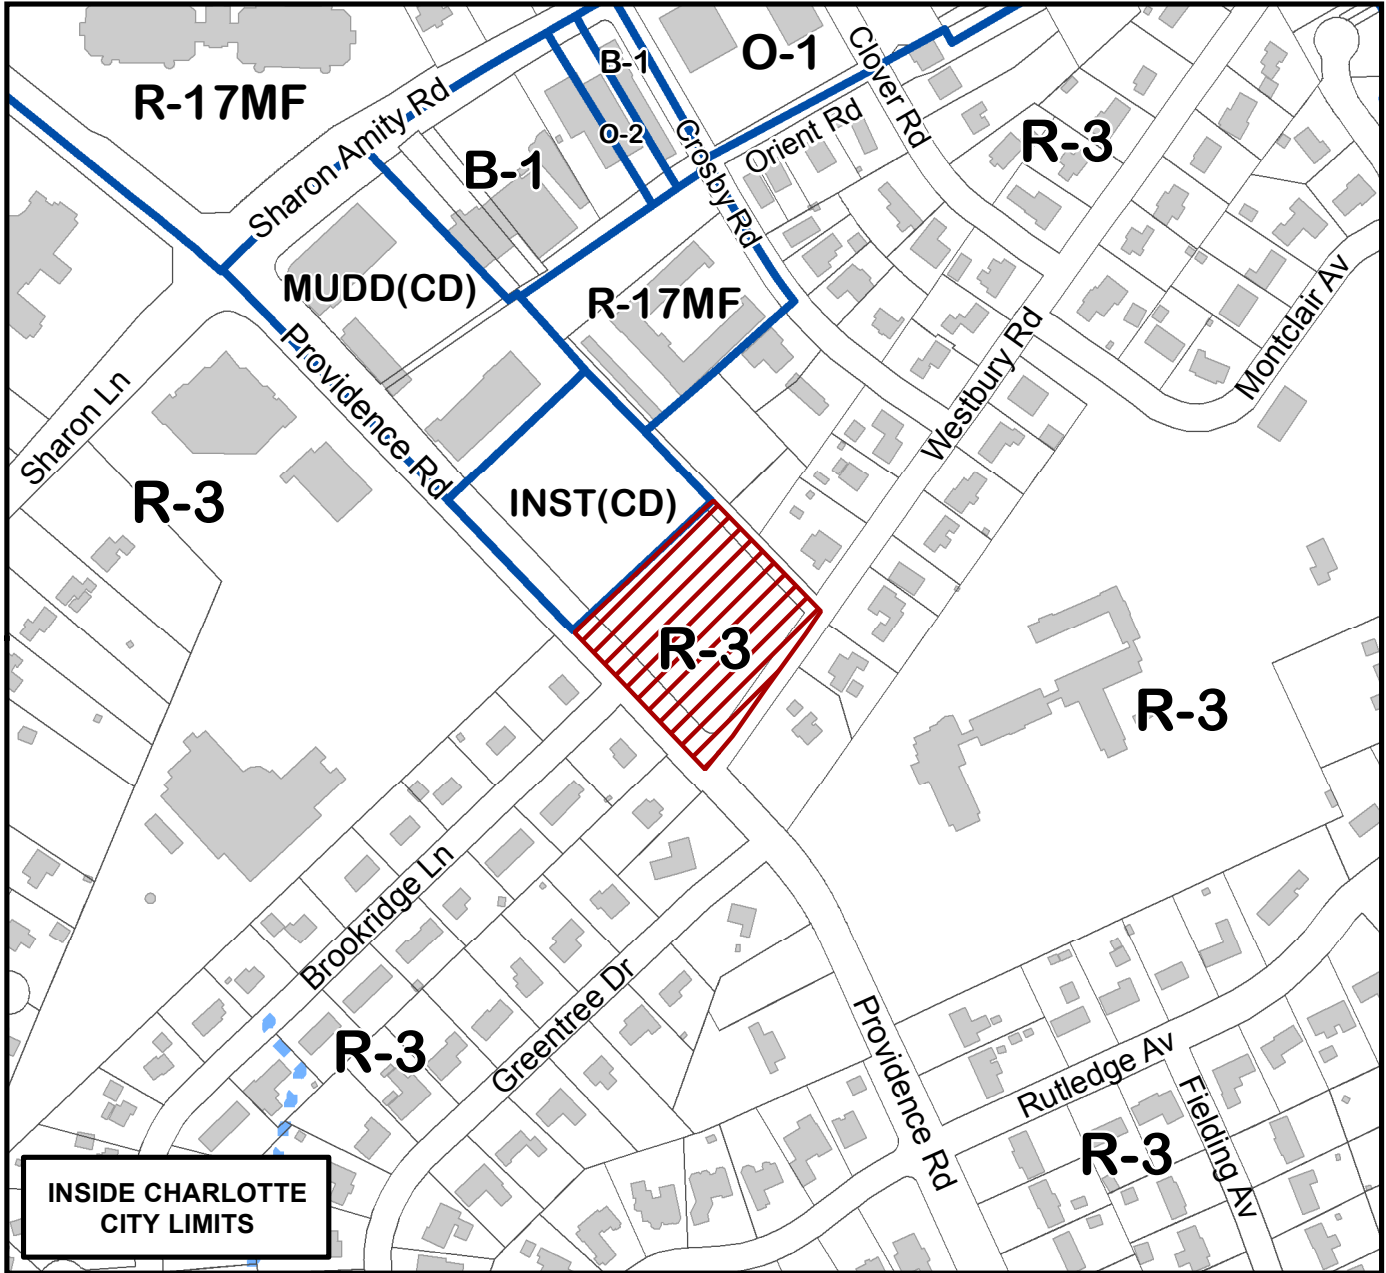 O-1
B-1
Clover Rd
R-17MF
Sharon Amity Rd
O-2
Orient Rd
R-3
B-1
Crosby Rd
MUDD(CD)
R-17MF
Montclair Av
Providence Rd
Westbury Rd
Sharon Ln
R-3
INST(CD)
R-3
R-3
Brookridge Ln
Greentree Dr
R-3
Providence Rd
Rutledge Av
Fielding Av
R-3
INSIDE CHARLOTTE
CITY LIMITS